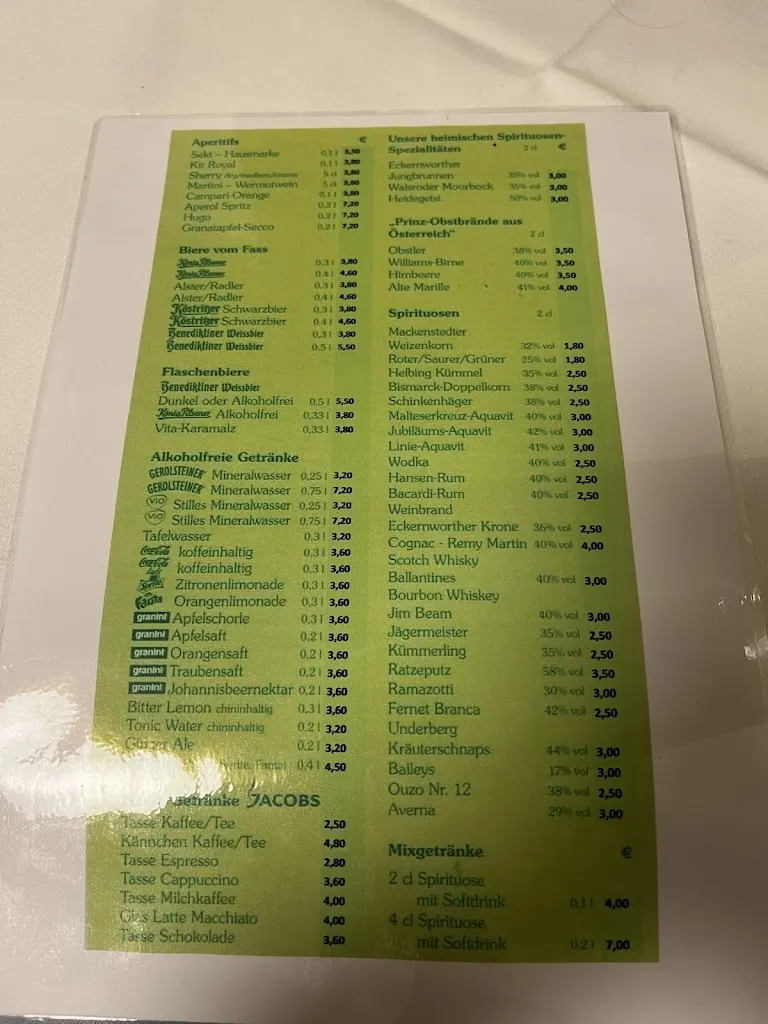 Aperitifs €
Sekt – Hausmarke 0,1 l 3,50
Kir Royal 0,1 l 3,80
Sherry dry/medium/cream 5 cl 3,80
Martini – Wermutwein 5 cl 3,80
Campari-Orange 0,1 l 3,80
Aperol Spritz 0,2 l 7,20
Hugo 0,2 l 7,20
Granatapfel-Secco 0,2 l 7,20
Biere vom Fass
König Pilsener 0,3 l 3,80
König Pilsener 0,4 l 4,60
Alster/Radler 0,3 l 3,80
Alster/Radler 0,4 l 4,60
Köstritzer Schwarzbier 0,3 l 3,80
Köstritzer Schwarzbier 0,4 l 4,60
Benediktiner Weissbier 0,3 l 3,80
Benediktiner Weissbier 0,5 l 5,50
Flaschenbiere
Benediktiner Weissbier
Dunkel oder Alkoholfrei 0,5 l 5,50
König Pilsener Alkoholfrei 0,33 l 3,80
Vita-Karamalz 0,33 l 3,80
Alkoholfreie Getränke
GEROLSTEINER Mineralwasser 0,25 l 3,20
GEROLSTEINER Mineralwasser 0,75 l 7,20
ViO Stilles Mineralwasser 0,25 l 3,20
ViO Stilles Mineralwasser 0,75 l 7,20
Tafelwasser 0,3 l 3,20
Coca-Cola koffeinhaltig 0,3 l 3,60
Coca-Cola koffeinhaltig 0,3 l 3,60
Sprite Zitronenlimonade 0,3 l 3,60
Fanta Orangenlimonade 0,3 l 3,60
granini Apfelschorle 0,3 l 3,60
granini Apfelsaft 0,2 l 3,60
granini Orangensaft 0,2 l 3,60
granini Traubensaft 0,2 l 3,60
granini Johannisbeernektar 0,2 l 3,60
Bitter Lemon chininhaltig 0,3 l 3,60
Tonic Water chininhaltig 0,2 l 3,20
Ginger Ale 0,2 l 3,20
Fanta) 0,4 l 4,50
Getränke JACOBS
Tasse Kaffee/Tee 2,50
Kännchen Kaffee/Tee 4,80
Tasse Espresso 2,80
Tasse Cappuccino 3,60
Tasse Milchkaffee 4,00
Glas Latte Macchiato 4,00
Tasse Schokolade 3,60
Unsere heimischen Spirituosen-
Spezialitäten 2 cl €
Eckernworther
Jungbrunnen 35% vol 3,00
Walsroder Moorbock 35% vol 3,00
Heidegeist 50% vol 3,00
„Prinz-Obstbrände aus
Österreich" 2 cl
Obstler 38% vol 3,50
Williams-Birne 40% vol 3,50
Himbeere 40% vol 3,50
Alte Marille 41% vol 4,00
Spirituosen 2 cl
Mackenstedter
Weizenkorn 32% vol 1,80
Roter/Saurer/Grüner 25% vol 1,80
Helbing Kümmel 35% vol 2,50
Bismarck-Doppelkorn 38% vol 2,50
Schinkenhäger 38% vol 2,50
Malteserkreuz-Aquavit 40% vol 3,00
Jubiläums-Aquavit 42% vol 3,00
Linie-Aquavit 41% vol 3,00
Wodka 40% vol 2,50
Hansen-Rum 40% vol 2,50
Bacardi-Rum 40% vol 2,50
Weinbrand
Eckernworther Krone 36% vol 2,50
Cognac - Remy Martin 40% vol 4,00
Scotch Whisky
Ballantines 40% vol 3,00
Bourbon Whiskey
Jim Beam 40% vol 3,00
Jägermeister 35% vol 2,50
Kümmerling 35% vol 2,50
Ratzeputz 58% vol 3,50
Ramazotti 30% vol 3,00
Fernet Branca 42% vol 2,50
Underberg
Kräuterschnaps 44% vol 3,00
Baileys 17% vol 3,00
Ouzo Nr. 12 38% vol 2,50
Averna 29% vol 3,00
Mixgetränke €
2 cl Spirituose
mit Softdrink 0,1 l 4,00
4 cl Spirituose
mit Softdrink 0,2 l 7,00